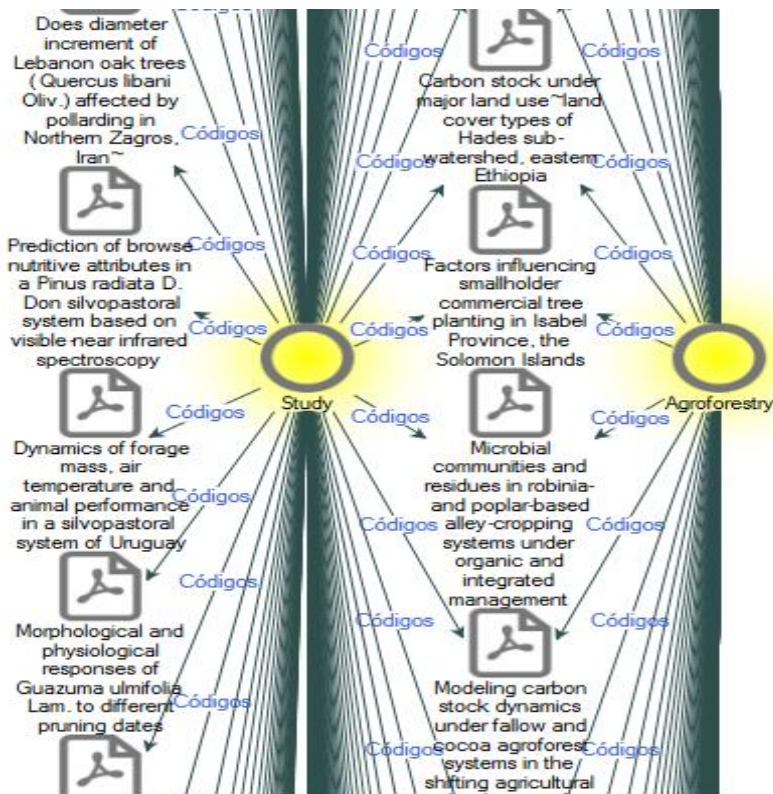 Códigos
Does diameter
increment of
Lebanon oak trees
(Quercus libani
Oliv.) affected by
pollarding in
Northern Zagros,
Iran~
Códigos
Prediction of browse
nutritive attributes in
a Pinus radiata D.
Don silvopastoral
system based on
visible-near infrared
spectroscopy
Códigos
Códigos
Dynamics of forage
mass, air
temperature and
animal performance
in a silvopastoral
system of Uruguay
Códigos
Códigos
Morphological and
physiological
responses of
Guazuma ulmifolia
Lam. to different
pruning dates
Códigos
Códigos
Study
Códigos
Códigos
Carbon stock under
major land use~land
cover types of
Hades sub-
watershed, eastern
Ethiopia
Códigos
Códigos
Factors influencing
smallholder
commercial tree
planting in Isabel
Province, the
Solomon Islands
Códigos
Códigos
Códigos
Códigos
Microbial
communities and
residues in robinia-
and poplar-based
alley-cropping
systems under
organic and
integrated
management
Códigos
Códigos
Códigos
Códigos
Modeling carbon
stock dynamics
under fallow and
cocoa agroforest
systems in the
shifting agricultural
Códigos
Códigos
Códigos
Códigos
Agroforestry